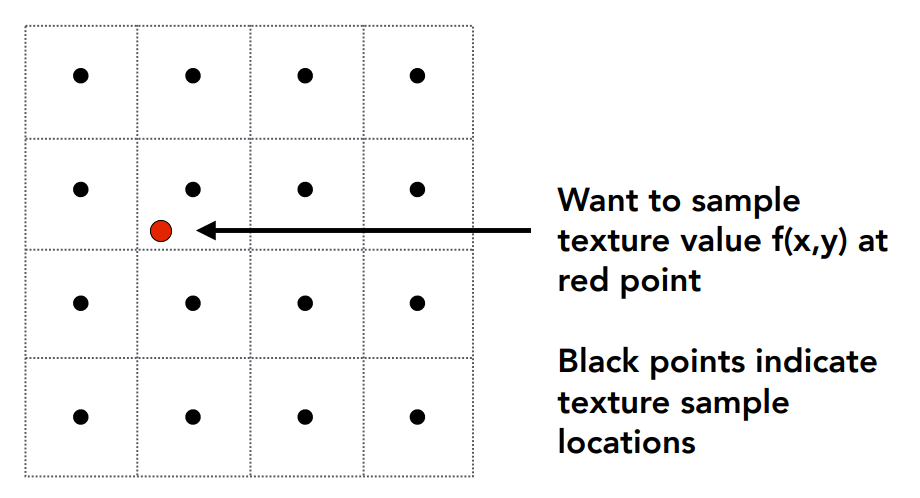 Want to sample
texture value f(x,y) at
red point
Black points indicate
texture sample
locations